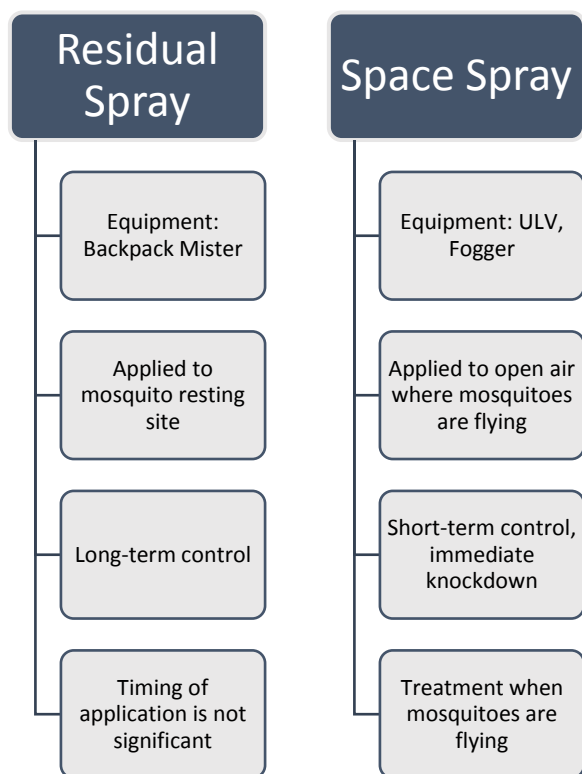 Residual
Spray
Equipment:
Backpack Mister
Applied to
mosquito resting
site
Long-term control
Timing of
application is not
significant
Space Spray
Equipment: ULV,
Fogger
Applied to open air
where mosquitoes
are flying
Short-term control,
immediate
knockdown
Treatment when
mosquitoes are
flying